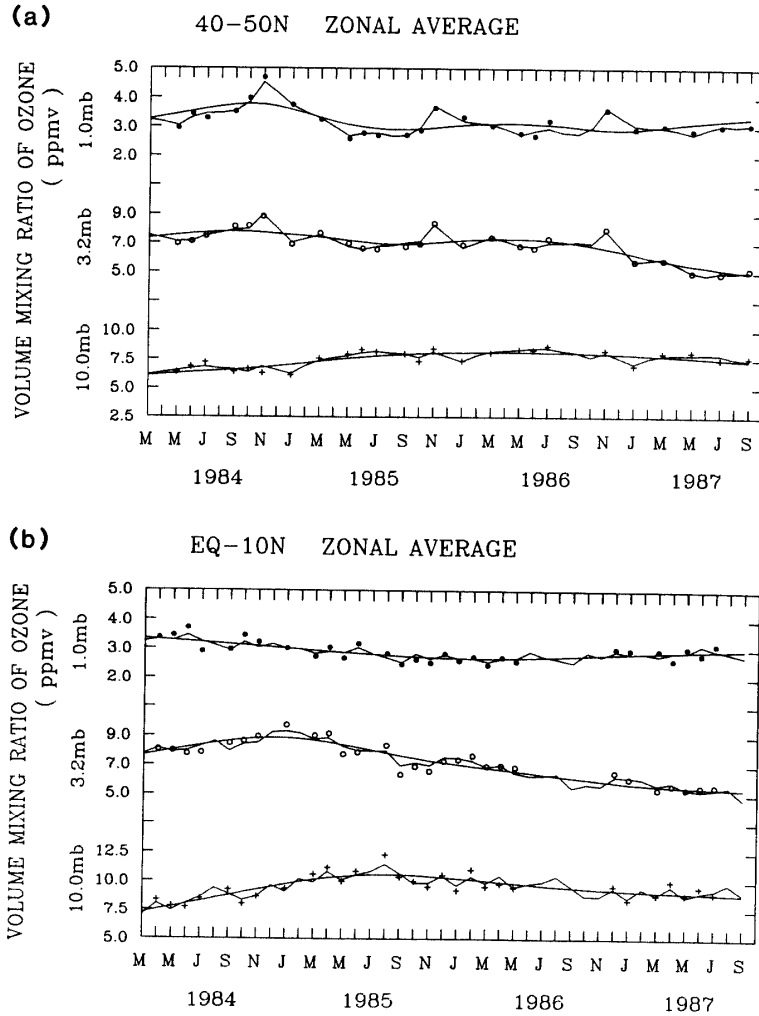 (a)
40-50N ZONAL AVERAGE
VOLUME MIXING RATIO OF OZONE
( ppmv )
1.0mb
5.0
4.0
3.0
2.0
3.2mb
9.0
7.0
5.0
10.0mb
10.0
7.5
5.0
2.5
M M J S N J M M J S N J M M J S N J M M J S
1984 1985 1986 1987
(b)
EQ-10N ZONAL AVERAGE
VOLUME MIXING RATIO OF OZONE
( ppmv )
1.0mb
5.0
4.0
3.0
2.0
3.2mb
9.0
7.0
5.0
10.0mb
12.5
10.0
7.5
5.0
M M J S N J M M J S N J M M J S N J M M J S
1984 1985 1986 1987